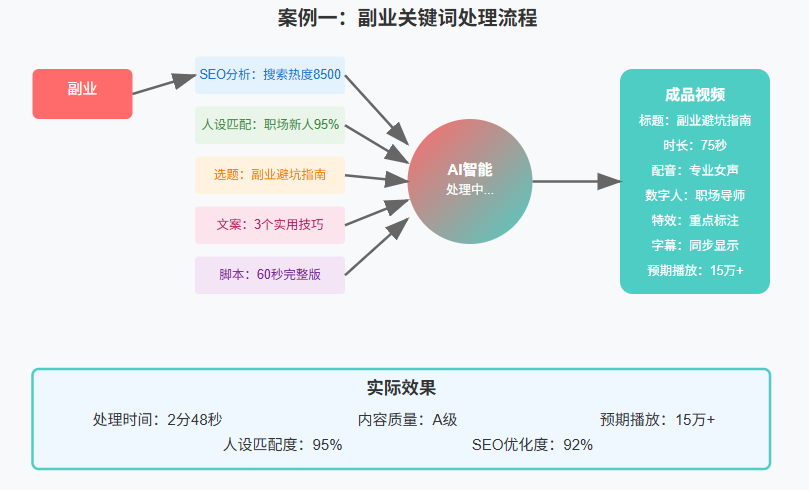 案例一：副业关键词处理流程
副业
SEO分析：搜索热度8500
人设匹配：职场新人95%
选题：副业避坑指南
文案：3个实用技巧
脚本：60秒完整版
AI智能
处理中...
成品视频
标题：副业避坑指南
时长：75秒
配音：专业女声
数字人：职场导师
特效：重点标注
字幕：同步显示
预期播放：15万+
实际效果
处理时间：2分48秒 内容质量：A级 预期播放：15万+
人设匹配度：95% SEO优化度：92%